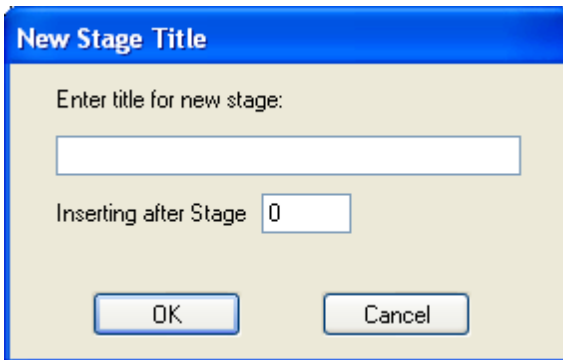 New Stage Title
Enter title for new stage:
Inserting after Stage 0
OK Cancel